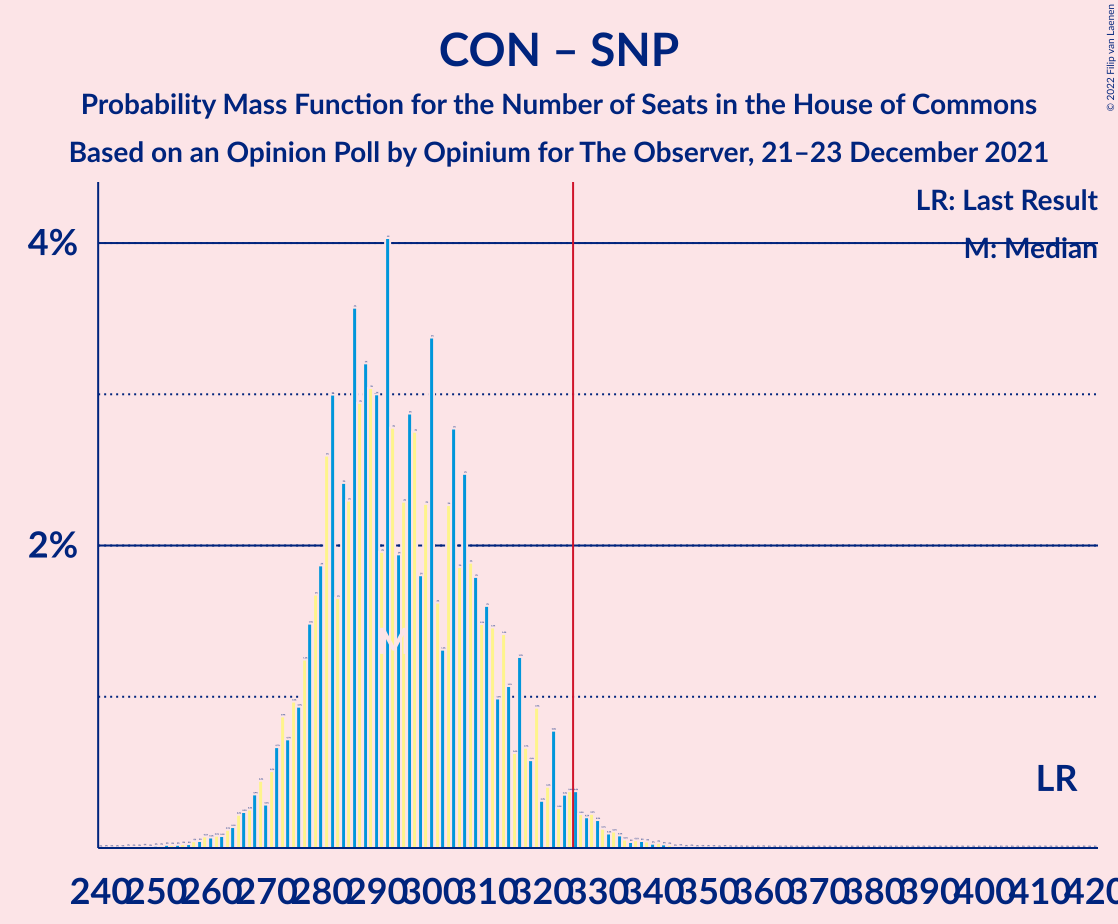 CON – SNP
Probability Mass Function for the Number of Seats in the House of Commons
Based on an Opinion Poll by Opinium for The Observer, 21–23 December 2021
© 2022 Filip van Laenen
LR: Last Result
M: Median
4%
2%
M
LR
240 250 260 270 280 290 300 310 320 330 340 350 360 370 380 390 400 410 420